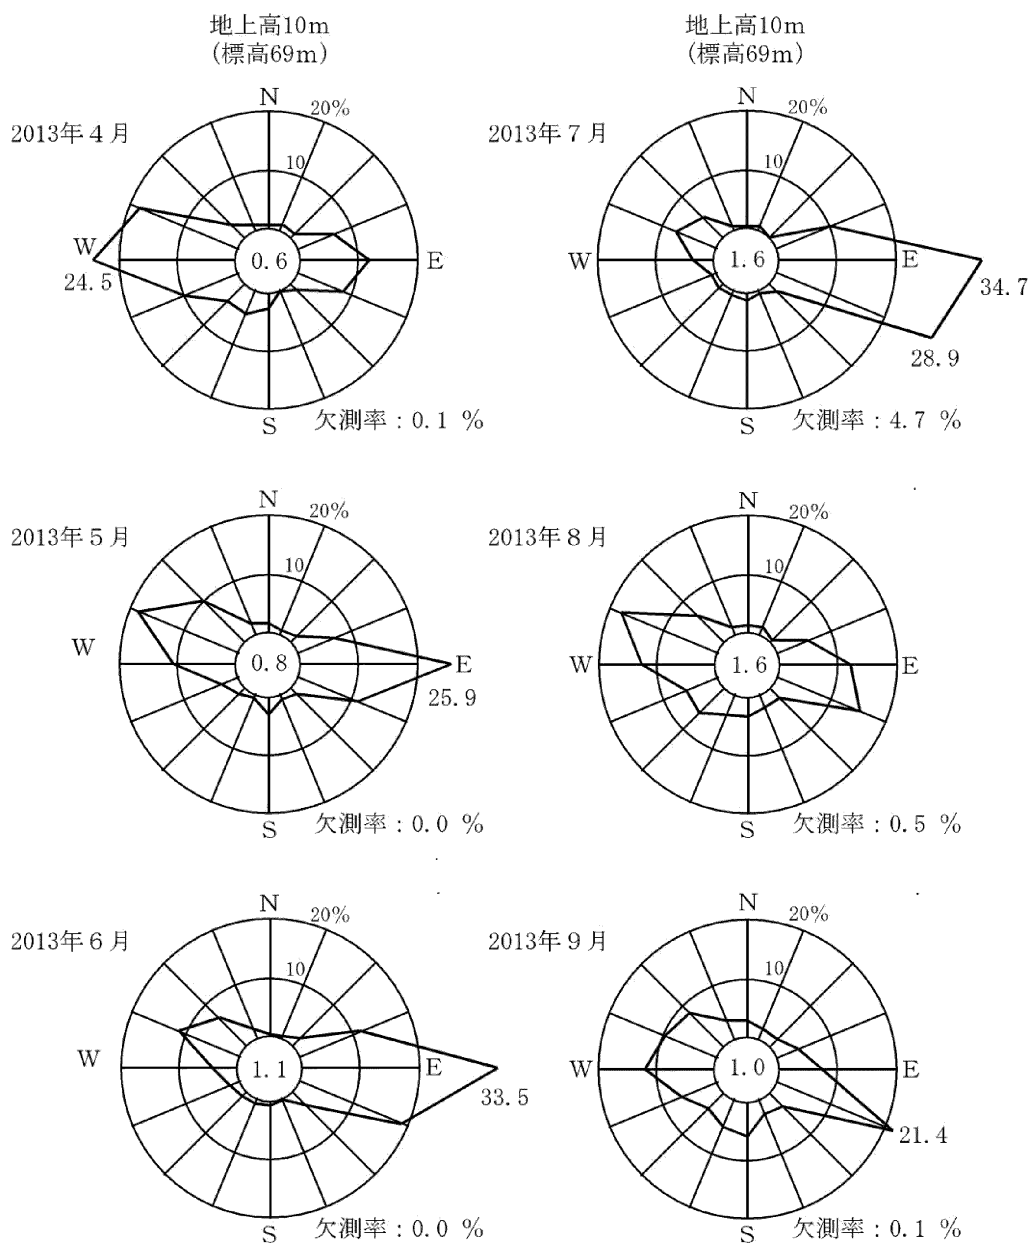 地上高10m
(標高69m)
地上高10m
(標高69m)
2013年4月
N
20%
10
W
0.6
E
24.5
S
欠測率:0.1 %
2013年7月
N
20%
10
W
1.6
E
34.7
28.9
S
欠測率:4.7 %
2013年5月
N
20%
10
W
0.8
E
25.9
S
欠測率:0.0 %
2013年8月
N
20%
10
W
1.6
E
S
欠測率:0.5 %
2013年6月
N
20%
10
W
1.1
E
33.5
S
欠測率:0.0 %
2013年9月
N
20%
10
W
1.0
E
21.4
S
欠測率:0.1 %